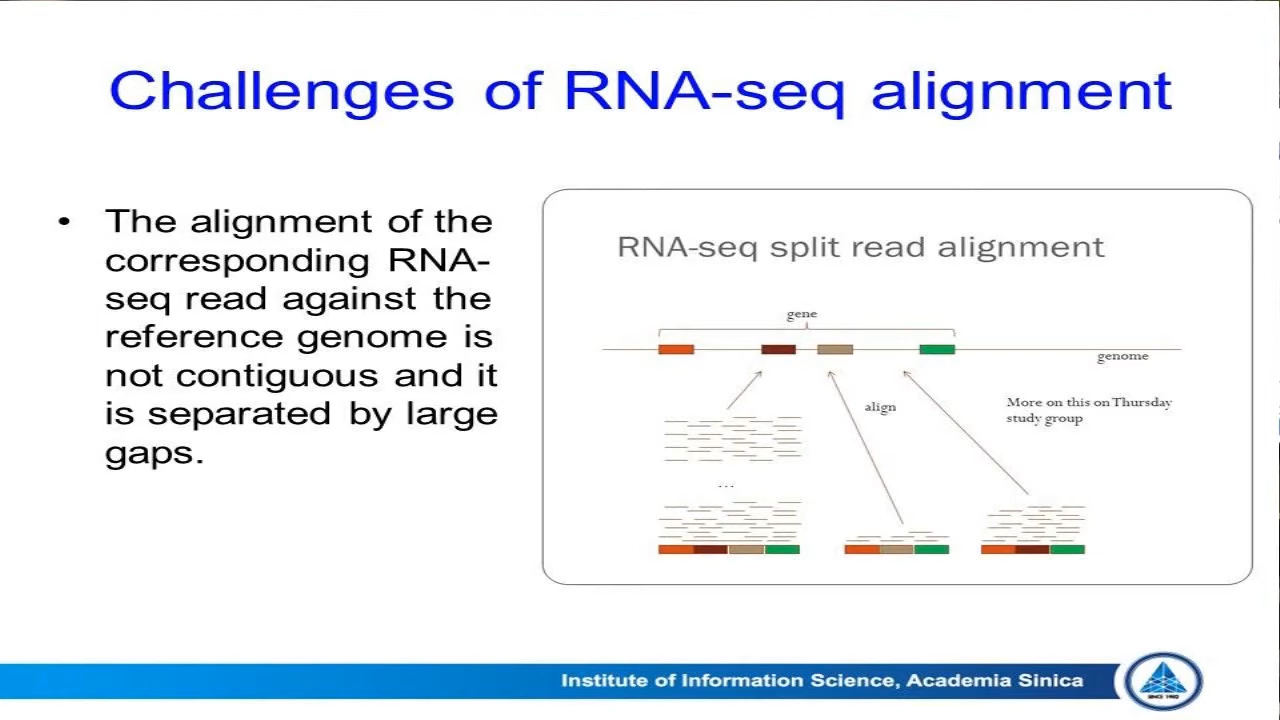 Challenges of RNA-seq alignment
• The alignment of the
corresponding RNA-
seq read against the
reference genome is
not contiguous and it
is separated by large
gaps.
RNA-seq split read alignment
gene
genome
align
More on this on Thursday
study group
...
Institute of Information Science, Academia Sinica
SINCE 1982